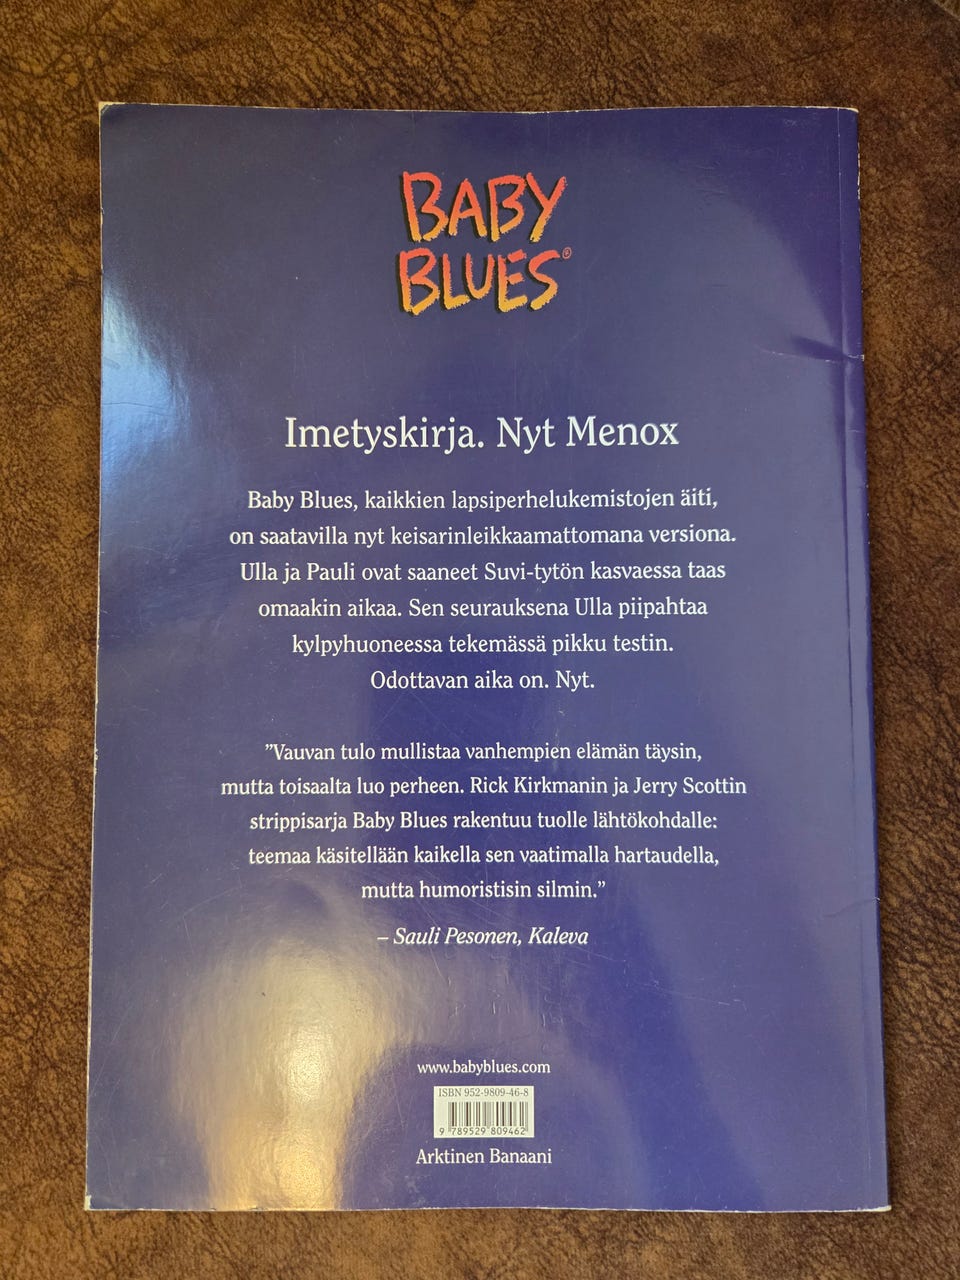 BABY
BLUES®
Imetyskirja. Nyt Menox
Baby Blues, kaikkien lapsiperhelukemistojen äiti,
on saatavilla nyt keisarinleikkaamattomana versiona.
Ulla ja Pauli ovat saaneet Suvi-tytön kasvaessa taas
omaakin aikaa. Sen seurauksena Ulla piipahtaa
kylpyhuoneessa tekemässä pikku testin.
Odottavan aika on. Nyt.
”Vauvan tulo mullistaa vanhempien elämän täysin,
mutta toisaalta luo perheen. Rick Kirkmanin ja Jerry Scottin
strippisarja Baby Blues rakentuu tuolle lähtökohdalle:
teemaa käsitellään kaikella sen vaatimalla hartaudella,
mutta humoristisin silmin.”
– Sauli Pesonen, Kaleva
www.babyblues.com
ISBN 952-9809-46-8
9 789529 809462
Arktinen Banaani